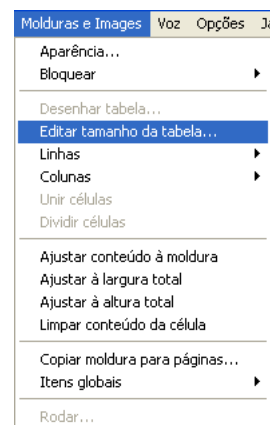 Molduras e Images Voz Opções
Aparência...
Bloquear
Desenhar tabela...
Editar tamanho da tabela...
Linhas
Colunas
Unir células
Dividir células
Ajustar conteúdo à moldura
Ajustar à largura total
Ajustar à altura total
Limpar conteúdo da célula
Copiar moldura para páginas...
Itens globais
Rodar...